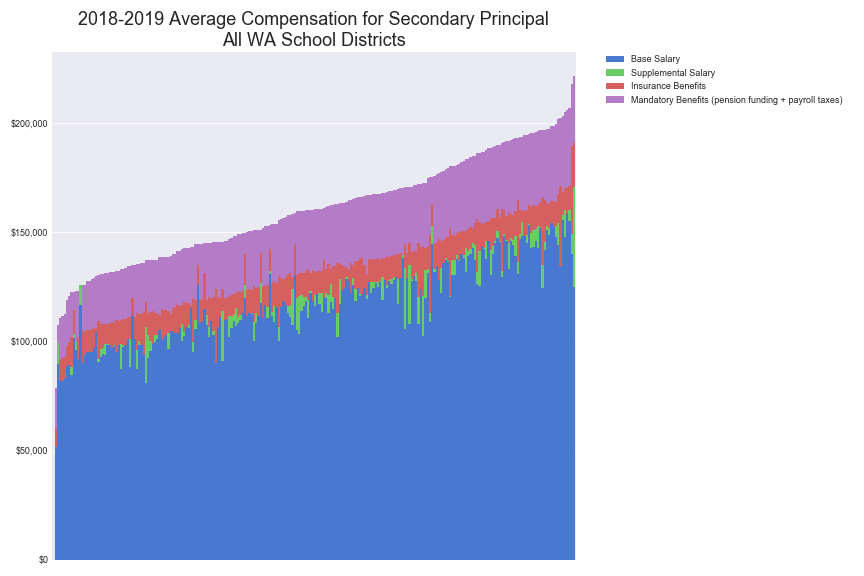 2018-2019 Average Compensation for Secondary Principal
All WA School Districts
Base Salary
Supplemental Salary
Insurance Benefits
Mandatory Benefits (pension funding + payroll taxes)
$200,000
$150,000
$100,000
$50,000
$0